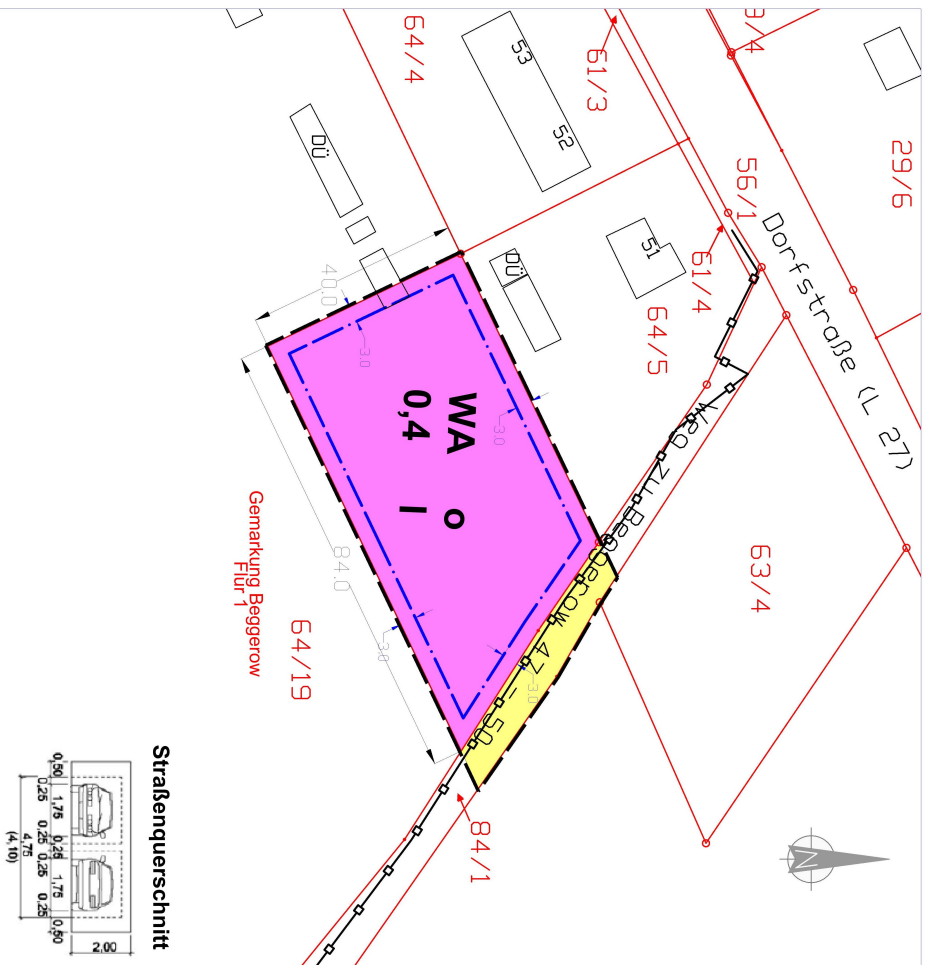 3/4
29/6
64/4
53
52
61/3
56/1
Dorfstraße (L 27)
DÜ
51
DÜ
61/4
64/5
40.0
3.0
3.0
WA
0,4
o
I
Weg zu Beggerow 47 - 50
63/4
84.0
3.0
3.0
Gemarkung Beggerow
Flur 1
64/19
84/1
N
Straßenquerschnitt
0,50
0,25
1,75
0,25
0,25
1,75
0,25
0,50
4,75
(4,10)
2,00